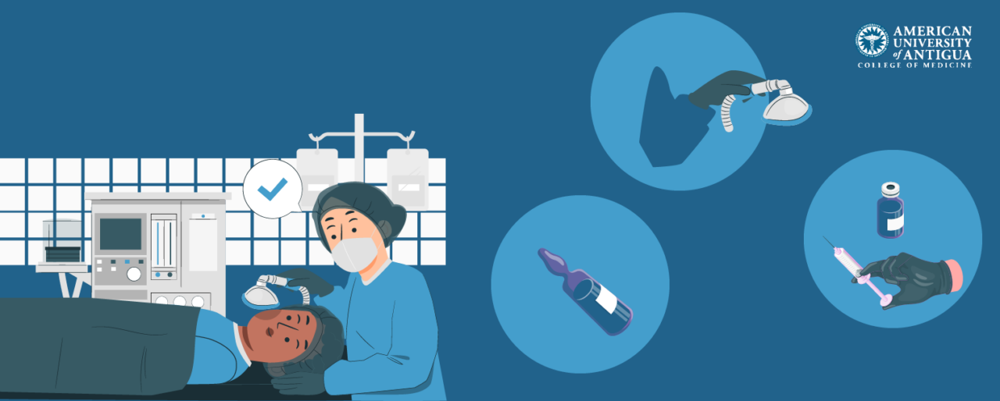 AMERICAN
UNIVERSITY
of ANTIGUA
COLLEGE OF MEDICINE